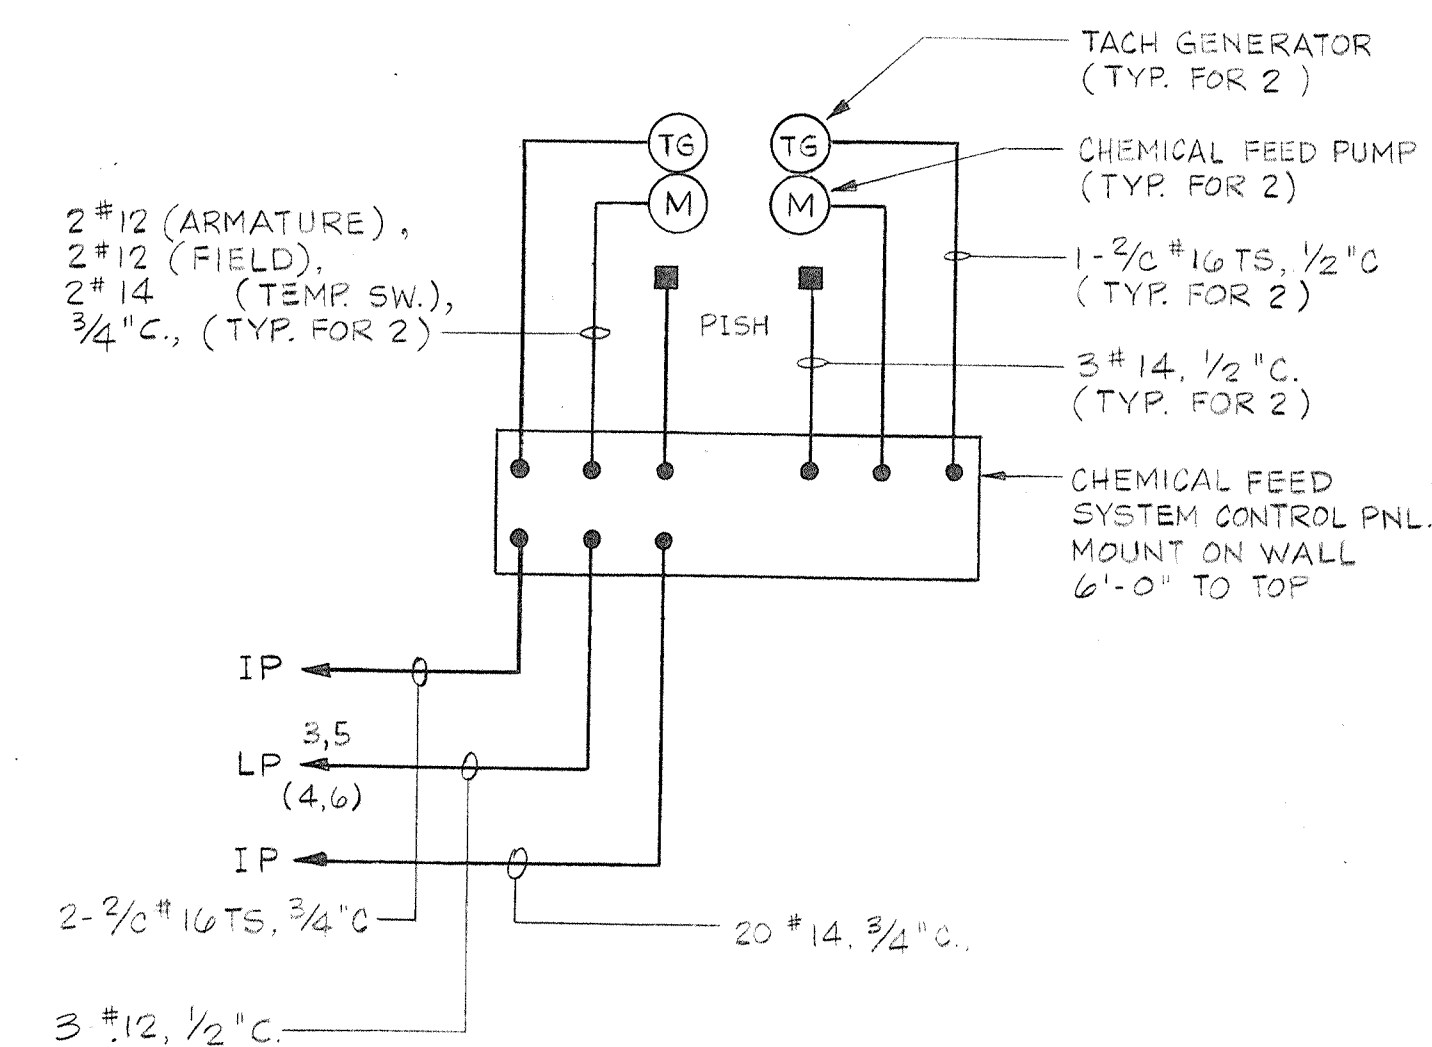 TACH GENERATOR
(TYP. FOR 2)
TG
TG
CHEMICAL FEED PUMP
(TYP. FOR 2)
M
M
2 #12 (ARMATURE),
2 #12 (FIELD),
2 #14 (TEMP. SW.),
3/4"C., (TYP. FOR 2)
1-2/C #16 TS, 1/2"C
(TYP. FOR 2)
PISH
3 #14, 1/2"C.
(TYP. FOR 2)
CHEMICAL FEED
SYSTEM CONTROL PNL.
MOUNT ON WALL
6'-0" TO TOP
IP
3,5
LP
(4,6)
IP
2-2/C #16 TS, 3/4"C
20 #14, 3/4"C.,
3 #12, 1/2"C.